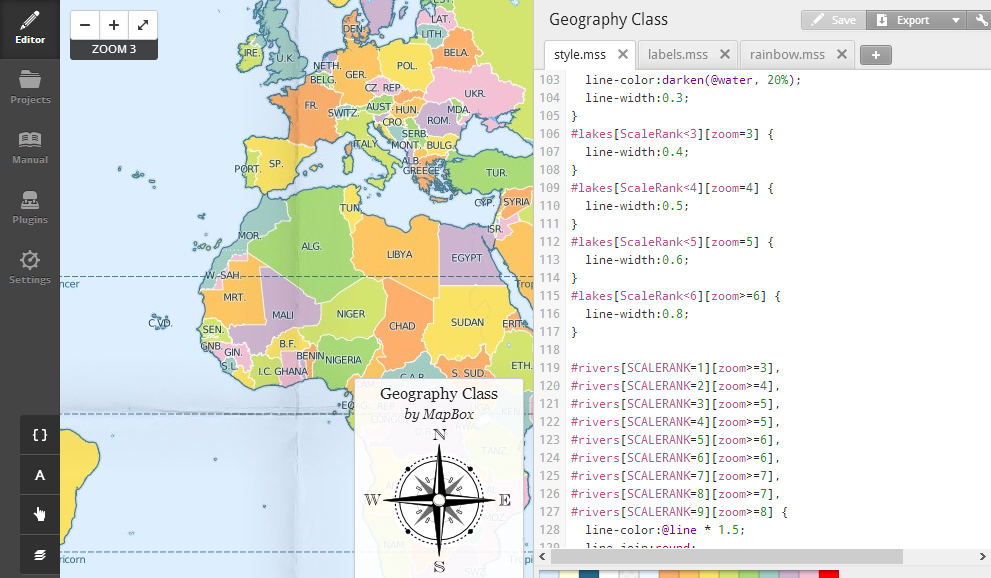 Editor
Projects
Manual
Plugins
Settings
{ }
A
ZOOM 3
DEN.
LAT.
LITH.
IRE.
U.K.
BELA.
NETH.
POL.
BELG.
GER.
CZ. REP.
UKR.
FR.
AUST.
HUN.
MDA.
SWITZ.
CRO.
ROM.
SERB.
ITALY
MONT.
BULG.
ALB.
GREECE
PORT.
SP.
TUR.
CYP.
SYRIA
TUN.
ISR.
MOR.
ALG.
LIBYA
EGYPT
W. SAH.
ncer
Trop
MRT.
MALI
NIGER
CHAD
SUDAN
ERIT.
C.VD.
SEN.
GNB.
GIN.
B.F.
BENIN
NIGERIA
S.L.
I.C.
GHANA
C.A.R.
S. SUD.
ETH.
EQ.
TANZ.
NAM.
SWZ.
ricorn
Tropi
Geography Class
by MapBox
N
W
E
S
Geography Class
Save
Export
style.mss
labels.mss
rainbow.mss
103 line-color:darken(@water, 20%);
104 line-width:0.3;
105 }
106 #lakes[ScaleRank<3][zoom=3] {
107 line-width:0.4;
108 }
109 #lakes[ScaleRank<4][zoom=4] {
110 line-width:0.5;
111 }
112 #lakes[ScaleRank<5][zoom=5] {
113 line-width:0.6;
114 }
115 #lakes[ScaleRank<6][zoom>=6] {
116 line-width:0.8;
117 }
118
119 #rivers[SCALERANK=1][zoom>=3],
120 #rivers[SCALERANK=2][zoom>=4],
121 #rivers[SCALERANK=3][zoom>=5],
122 #rivers[SCALERANK=4][zoom>=5],
123 #rivers[SCALERANK=5][zoom>=6],
124 #rivers[SCALERANK=6][zoom>=6],
125 #rivers[SCALERANK=7][zoom>=7],
126 #rivers[SCALERANK=8][zoom>=7],
127 #rivers[SCALERANK=9][zoom>=8] {
128 line-color:@line * 1.5;
129 line-join:round;